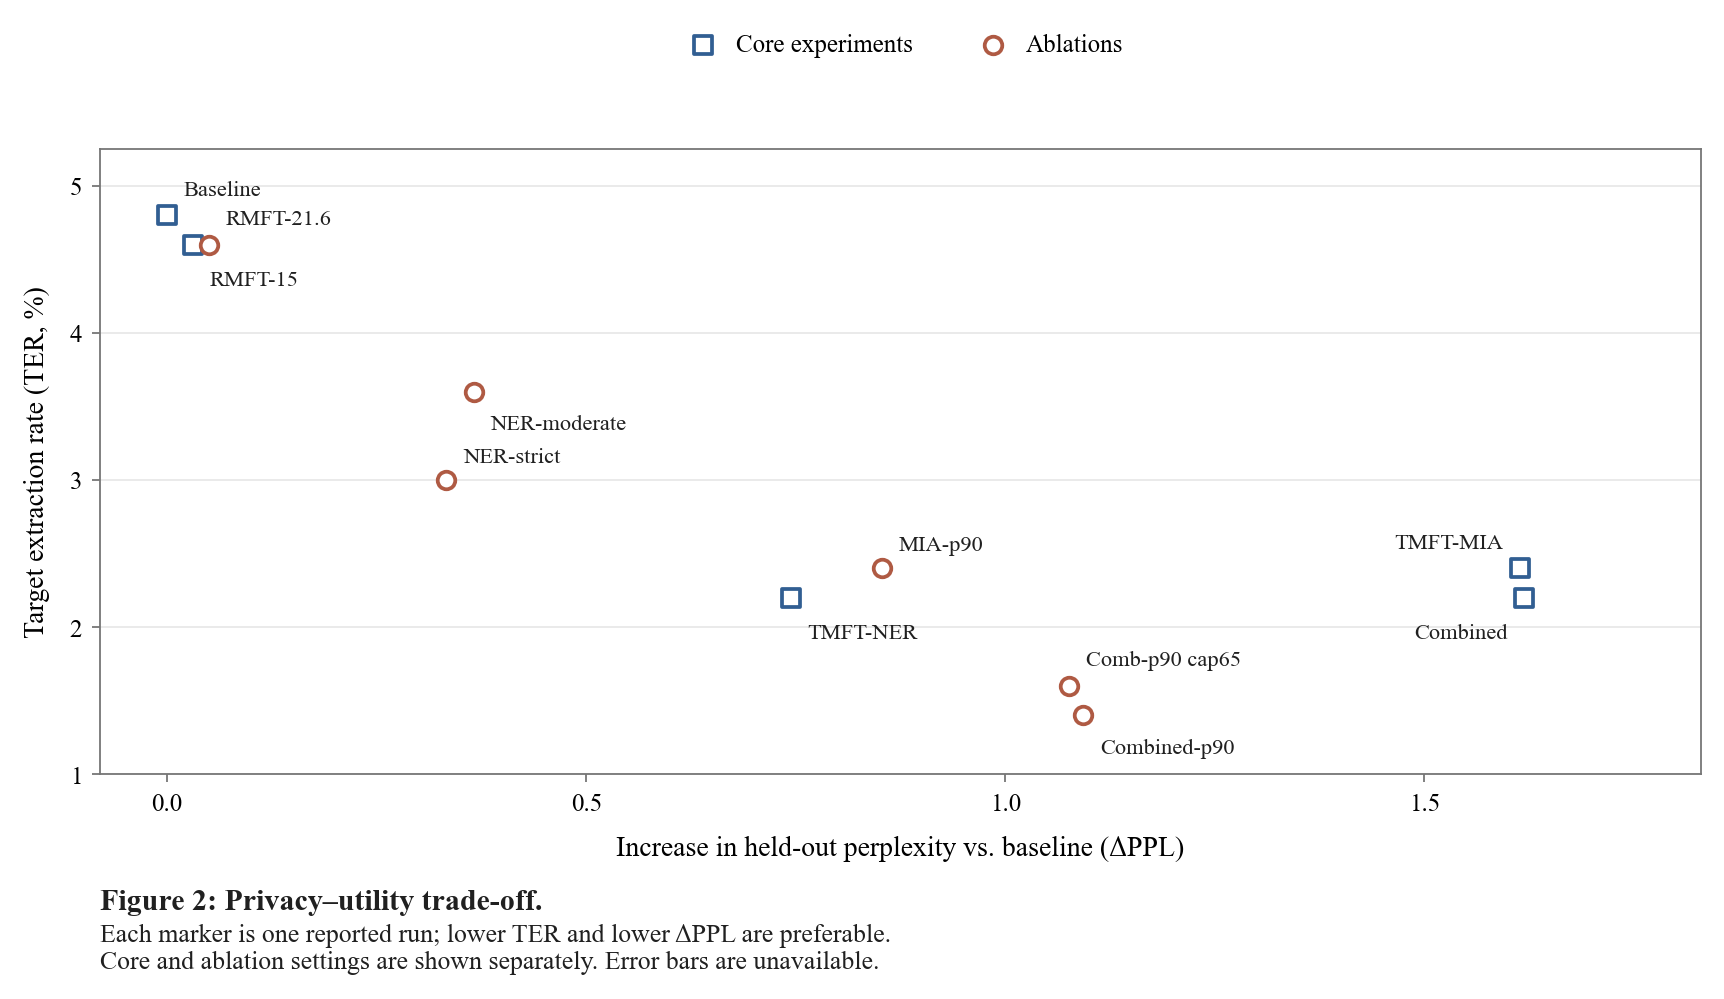 Core experiments
Ablations
Target extraction rate (TER, %)
5
4
3
2
1
Baseline
RMFT-21.6
RMFT-15
NER-moderate
NER-strict
MIA-p90
TMFT-MIA
TMFT-NER
Combined
Comb-p90 cap65
Combined-p90
0.0
0.5
1.0
1.5
Increase in held-out perplexity vs. baseline (ΔPPL)
Figure 2: Privacy–utility trade-off.
Each marker is one reported run; lower TER and lower ΔPPL are preferable.
Core and ablation settings are shown separately. Error bars are unavailable.